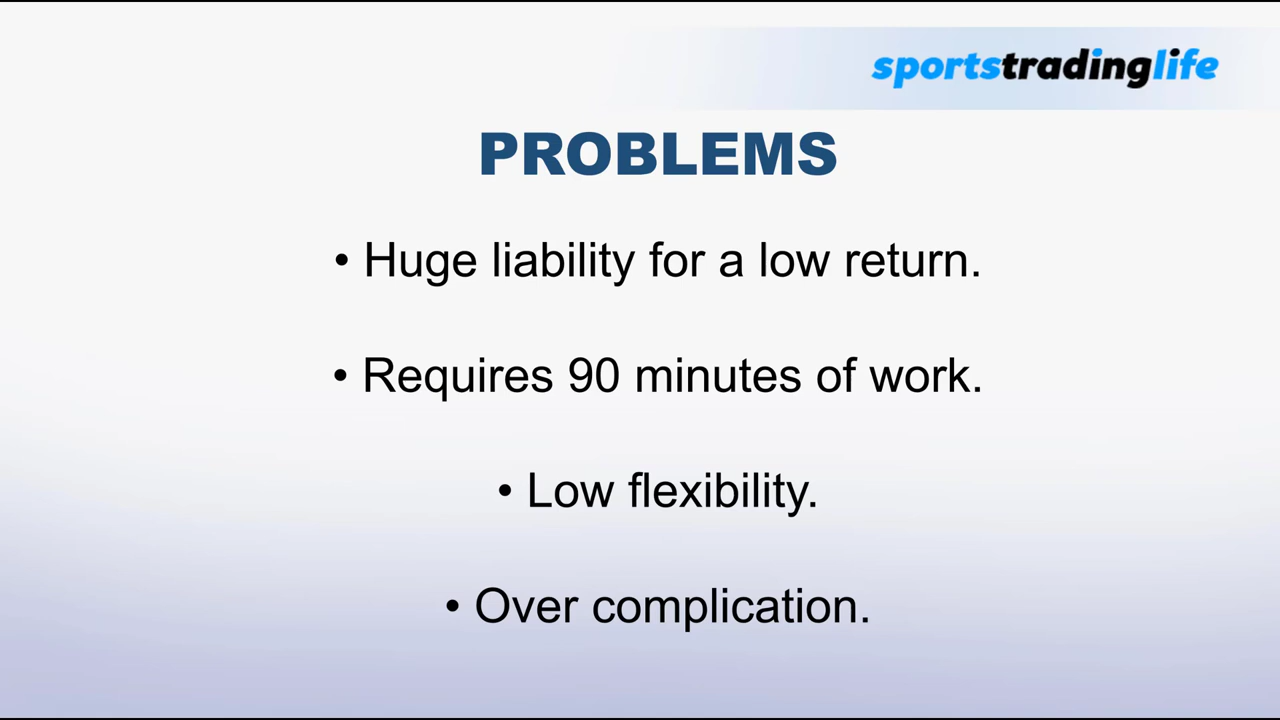 sportstradinglife
PROBLEMS
• Huge liability for a low return.
• Requires 90 minutes of work.
• Low flexibility.
• Over complication.